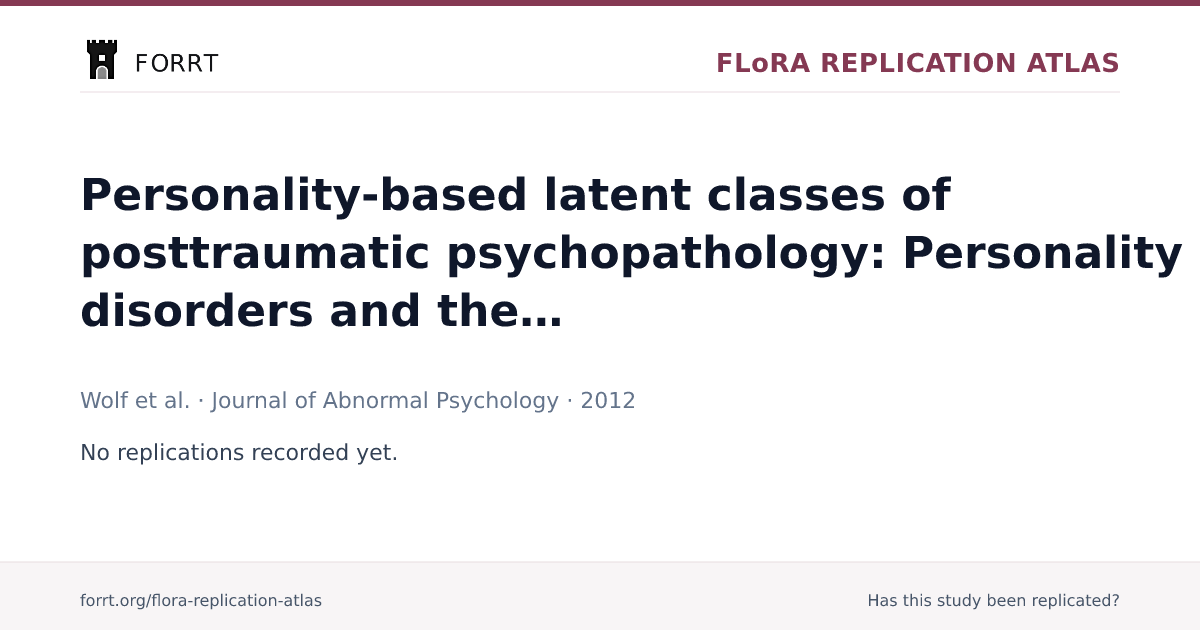 FORRT
FLoRA REPLICATION ATLAS
Personality-based latent classes of
posttraumatic psychopathology: Personality
disorders and the…
Wolf et al. · Journal of Abnormal Psychology · 2012
No replications recorded yet.
forrt.org/flora-replication-atlas
Has this study been replicated?